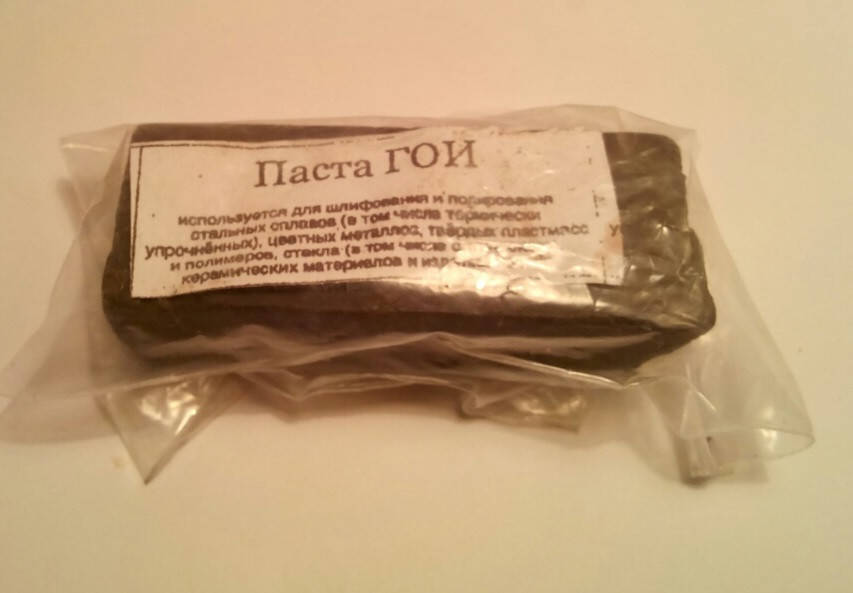 Паста ГОИ
используется для шлифования и полирования
стальных сплавов (в том числе термически
упрочнённых), цветных металлов, твёрдых пластмасс
и полимеров, стекла (в том числе
керамических материалов и